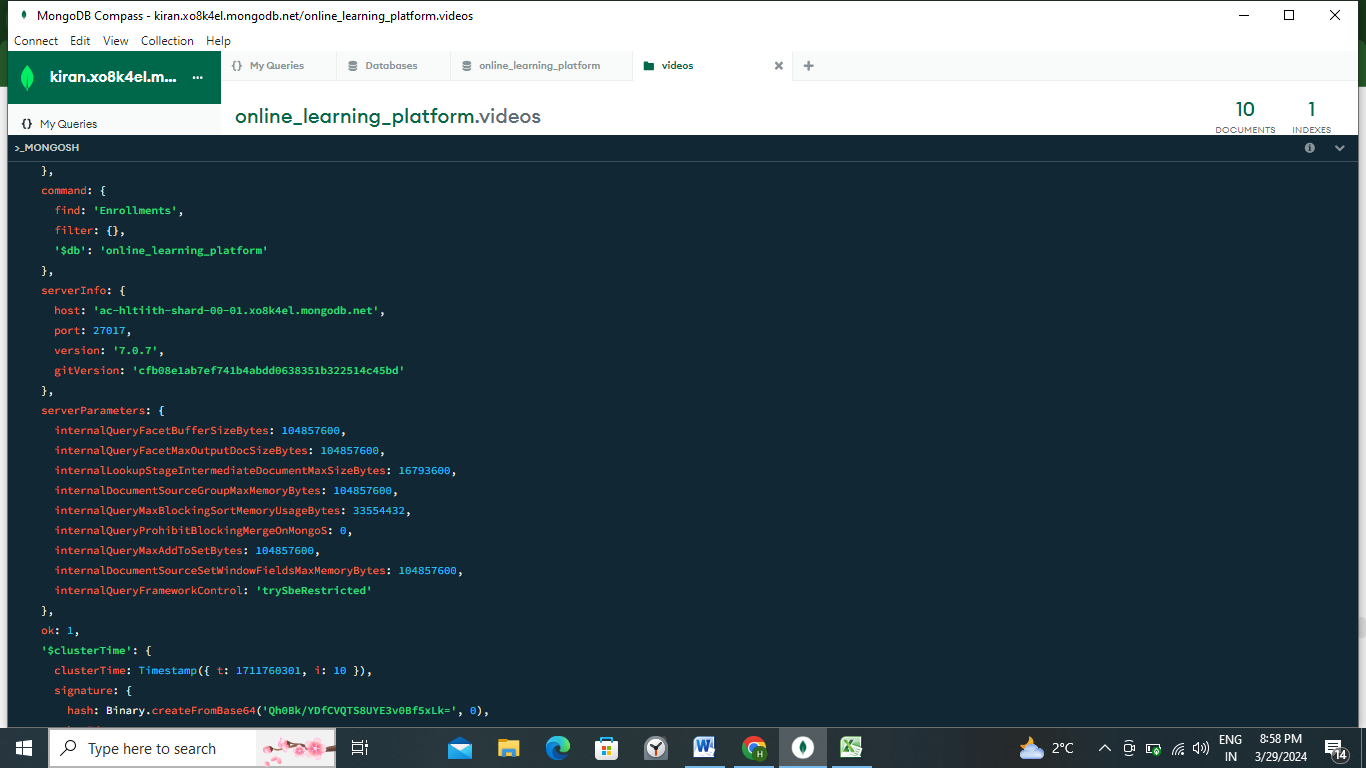 MongoDB Compass - kiran.xo8k4el.mongodb.net/online_learning_platform.videos
Connect Edit View Collection Help
kiran.xo8k4el.m... ...
{} My Queries
Databases
online_learning_platform
videos
{} My Queries
online_learning_platform.videos
10 DOCUMENTS
1 INDEXES
>_MONGOSH
},
command: {
find: 'Enrollments',
filter: {},
'$db': 'online_learning_platform'
},
serverInfo: {
host: 'ac-hltiith-shard-00-01.xo8k4el.mongodb.net',
port: 27017,
version: '7.0.7',
gitVersion: 'cfb08e1ab7ef741b4abdd0638351b322514c45bd'
},
serverParameters: {
internalQueryFacetBufferSizeBytes: 104857600,
internalQueryFacetMaxOutputDocSizeBytes: 104857600,
internalLookupStageIntermediateDocumentMaxSizeBytes: 16793600,
internalDocumentSourceGroupMaxMemoryBytes: 104857600,
internalQueryMaxBlockingSortMemoryUsageBytes: 33554432,
internalQueryProhibitBlockingMergeOnMongoS: 0,
internalQueryMaxAddToSetBytes: 104857600,
internalDocumentSourceSetWindowFieldsMaxMemoryBytes: 104857600,
internalQueryFrameworkControl: 'trySbeRestricted'
},
ok: 1,
'$clusterTime': {
clusterTime: Timestamp({ t: 1711760301, i: 10 }),
signature: {
hash: Binary.createFromBase64('Qh0Bk/YDfCVQTS8UYE3v0Bf5xLk=', 0),
Type here to search
2°C
ENG
IN
8:58 PM
3/29/2024
14